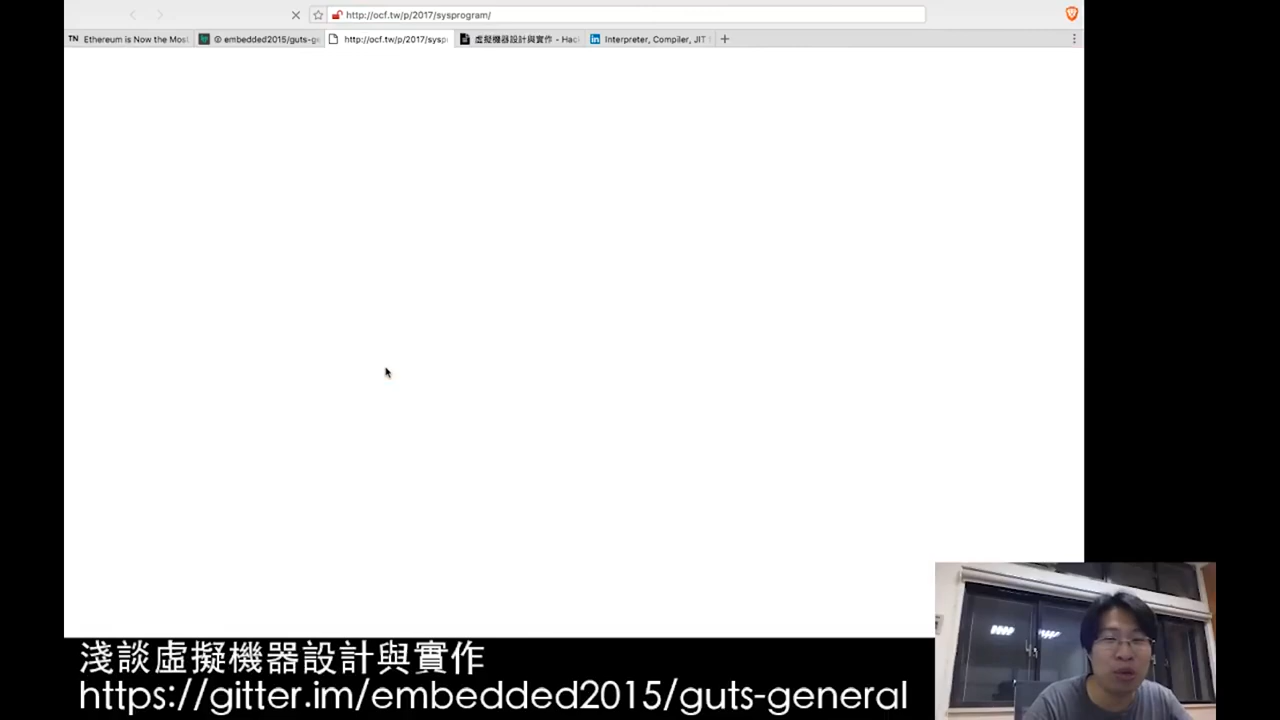 http://ocf.tw/p/2017/sysprogram/
TN Ethereum is Now the Most
embedded2015/guts-ge
http://ocf.tw/p/2017/syspr
虛擬機器設計與實作 - Hac
in Interpreter, Compiler, JIT
淺談虛擬機器設計與實作
https://gitter.im/embedded2015/guts-general